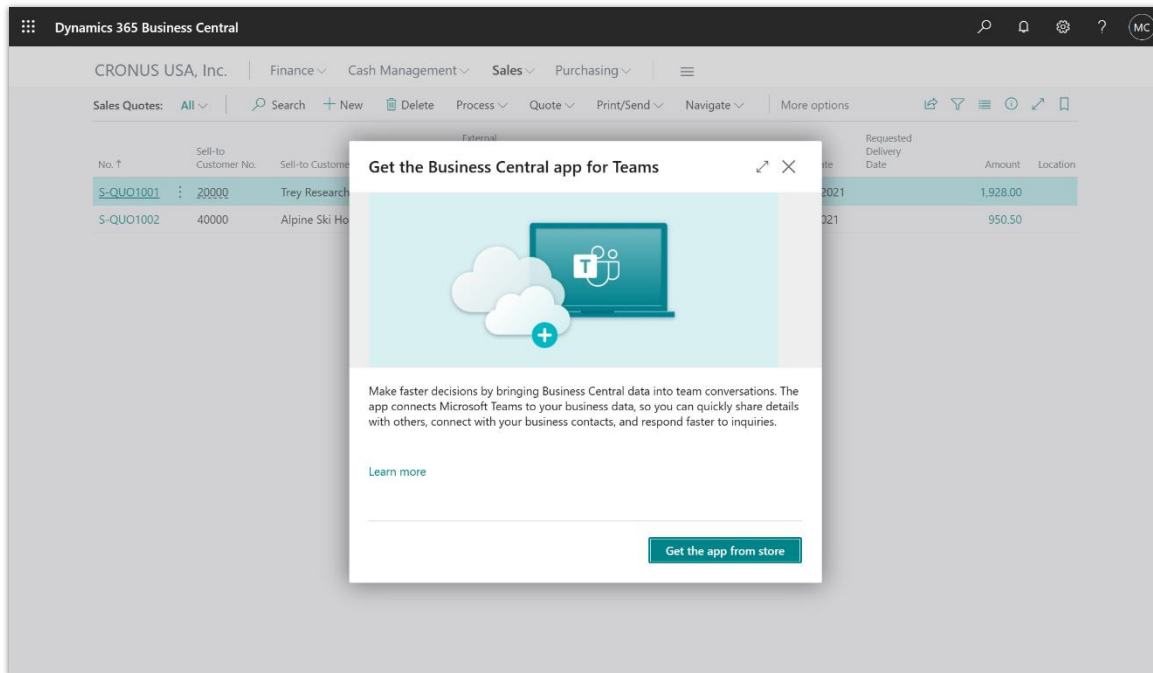 Dynamics 365 Business Central
MC
CRONUS USA, Inc. Finance Cash Management Sales Purchasing
Sales Quotes: All Search New Delete Process Quote Print/Send Navigate More options
No. ↑ Sell-to Customer No. Sell-to Custome External Requested Delivery Date Amount Location
S-QUO1001 20000 Trey Research 2021 1,928.00
S-QUO1002 40000 Alpine Ski Ho 021 950.50
Get the Business Central app for Teams
T
Make faster decisions by bringing Business Central data into team conversations. The
app connects Microsoft Teams to your business data, so you can quickly share details
with others, connect with your business contacts, and respond faster to inquiries.
Learn more
Get the app from store